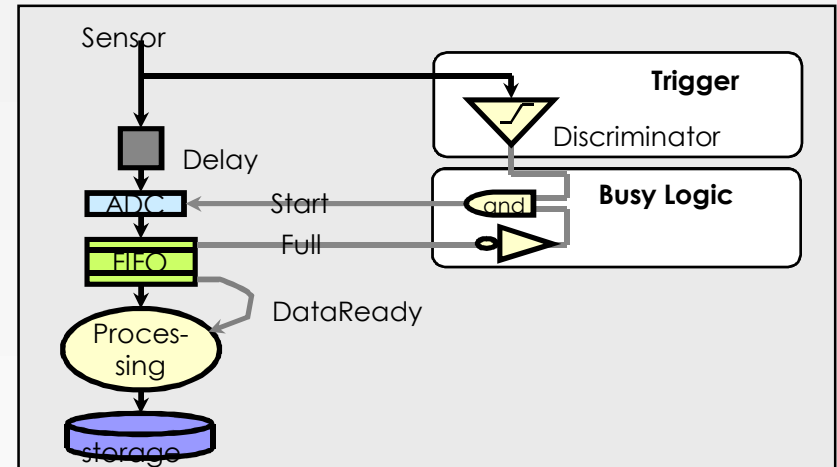 Sensor
Trigger
Discriminator
Delay
Busy Logic
ADC
Start
and
Full
FIFO
DataReady
Proces-
sing
storage